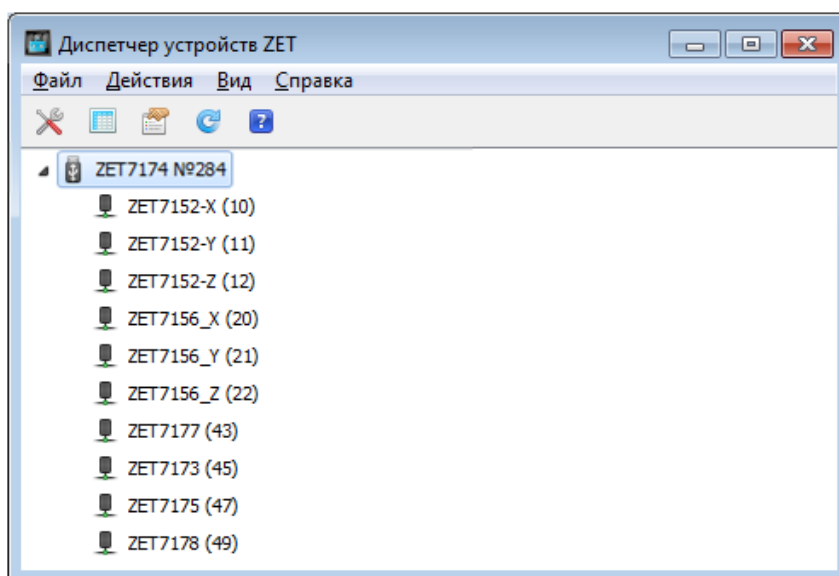 Диспетчер устройств ZET
Файл Действия Вид Справка
ZET7174 №284
ZET7152-X (10)
ZET7152-Y (11)
ZET7152-Z (12)
ZET7156_X (20)
ZET7156_Y (21)
ZET7156_Z (22)
ZET7177 (43)
ZET7173 (45)
ZET7175 (47)
ZET7178 (49)